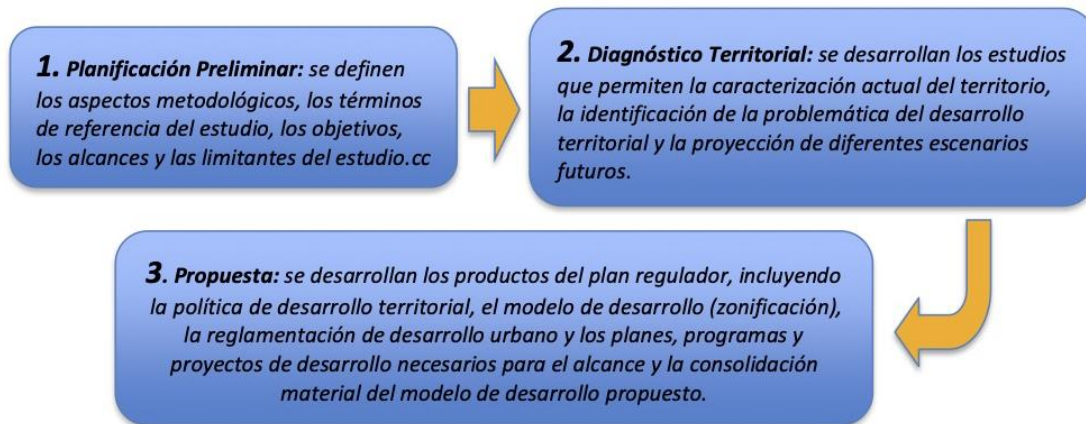 1. Planificación Preliminar: se definen
los aspectos metodológicos, los términos
de referencia del estudio, los objetivos,
los alcances y las limitantes del estudio.cc
2. Diagnóstico Territorial: se desarrollan los estudios
que permiten la caracterización actual del territorio,
la identificación de la problemática del desarrollo
territorial y la proyección de diferentes escenarios
futuros.
3. Propuesta: se desarrollan los productos del plan regulador, incluyendo
la política de desarrollo territorial, el modelo de desarrollo (zonificación),
la reglamentación de desarrollo urbano y los planes, programas y
proyectos de desarrollo necesarios para el alcance y la consolidación
material del modelo de desarrollo propuesto.